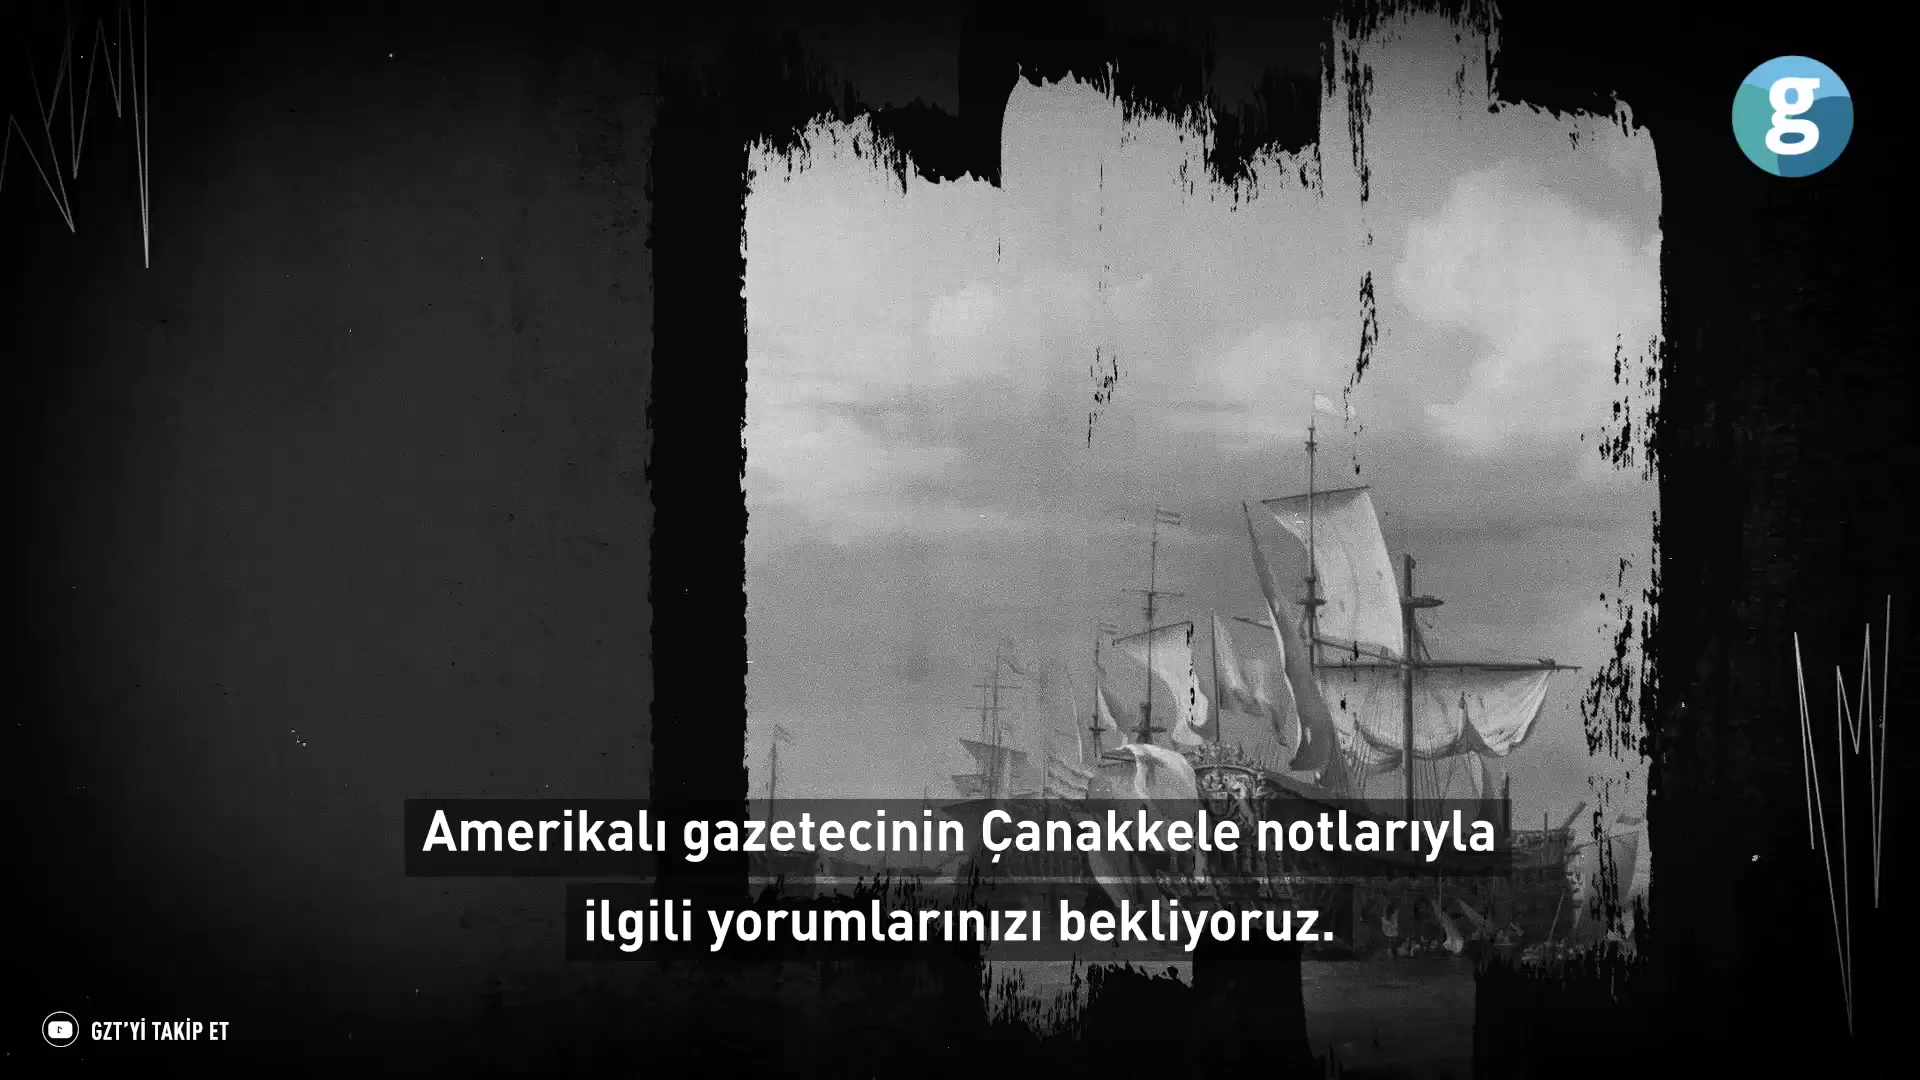 g
Amerikalı gazetecinin Çanakkele notlarıyla
ilgili yorumlarınızı bekliyoruz.
GZT'Yİ TAKİP ET